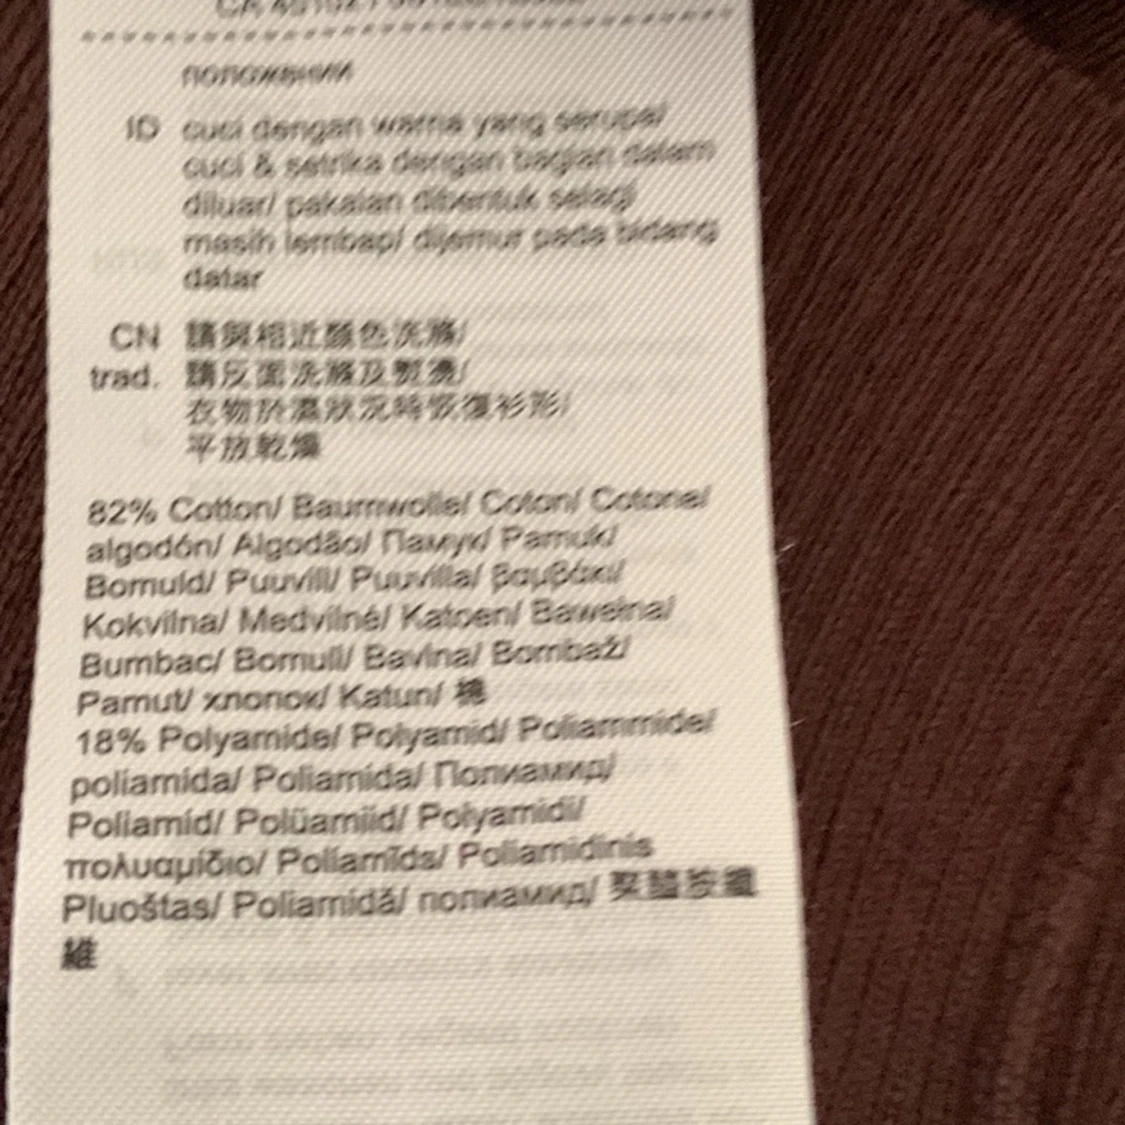 положении
ID cuci dengan warna yang serupa/
cuci & setrika dengan bagian dalam
diluar/ pakaian dibentuk selagi
masih lembap/ dijemur pada bidang
datar
CN 請與相近顏色洗滌/
trad. 請反面洗滌及熨燙/
衣物於濕狀況時恢復衫形/
平放乾燥
82% Cotton/ Baumwolle/ Coton/ Cotone/
algodón/ Algodão/ Памук/ Pamuk/
Bomuld/ Puuvill/ Puuvilla/ βαμβάκι/
Kokvilna/ Medvilnė/ Katoen/ Bawełna/
Bumbac/ Bomull/ Bavlna/ Bombaž/
Pamut/ хлопок/ Katun/ 棉
18% Polyamide/ Polyamid/ Poliammide/
poliamida/ Poliamida/ Полиамид/
Poliamid/ Polüamiid/ Polyamidi/
πολυαμίδιο/ Poliamīds/ Poliamidinis
Pluoštas/ Poliamidă/ полиамид/ 聚醯胺纖
維